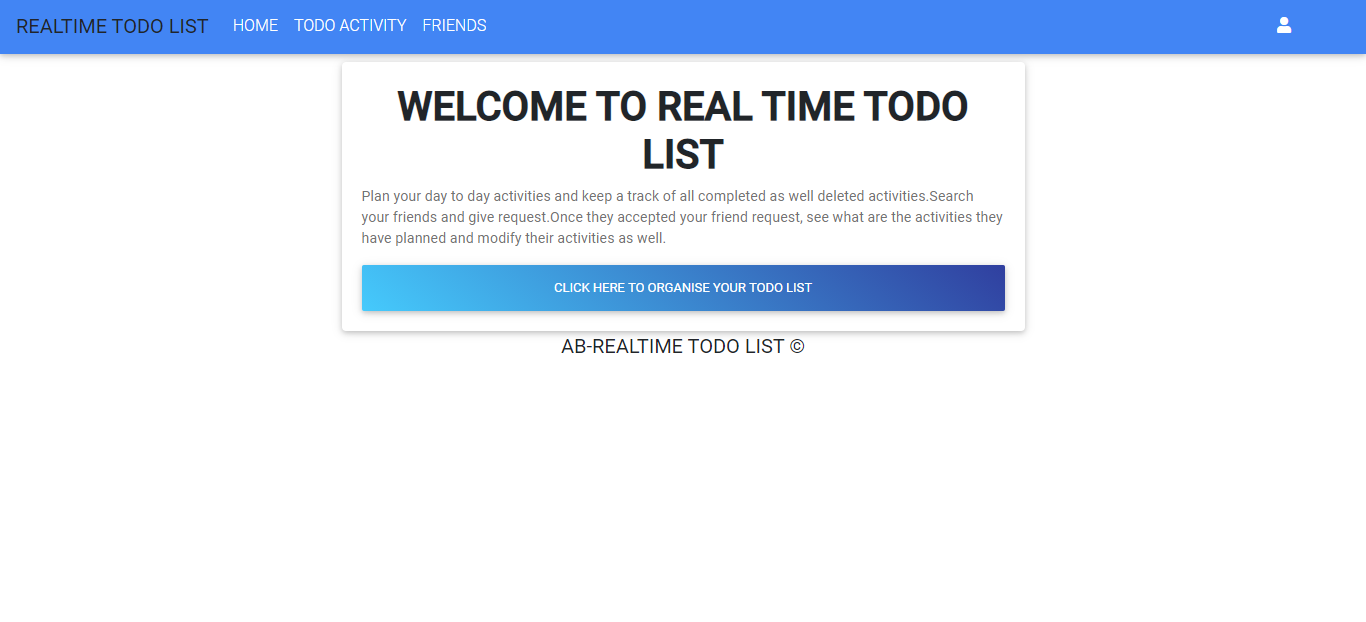 REALTIME TODO LIST HOME TODO ACTIVITY FRIENDS
WELCOME TO REAL TIME TODO
LIST
Plan your day to day activities and keep a track of all completed as well deleted activities.Search
your friends and give request.Once they accepted your friend request, see what are the activities they
have planned and modify their activities as well.
CLICK HERE TO ORGANISE YOUR TODO LIST
AB-REALTIME TODO LIST ©